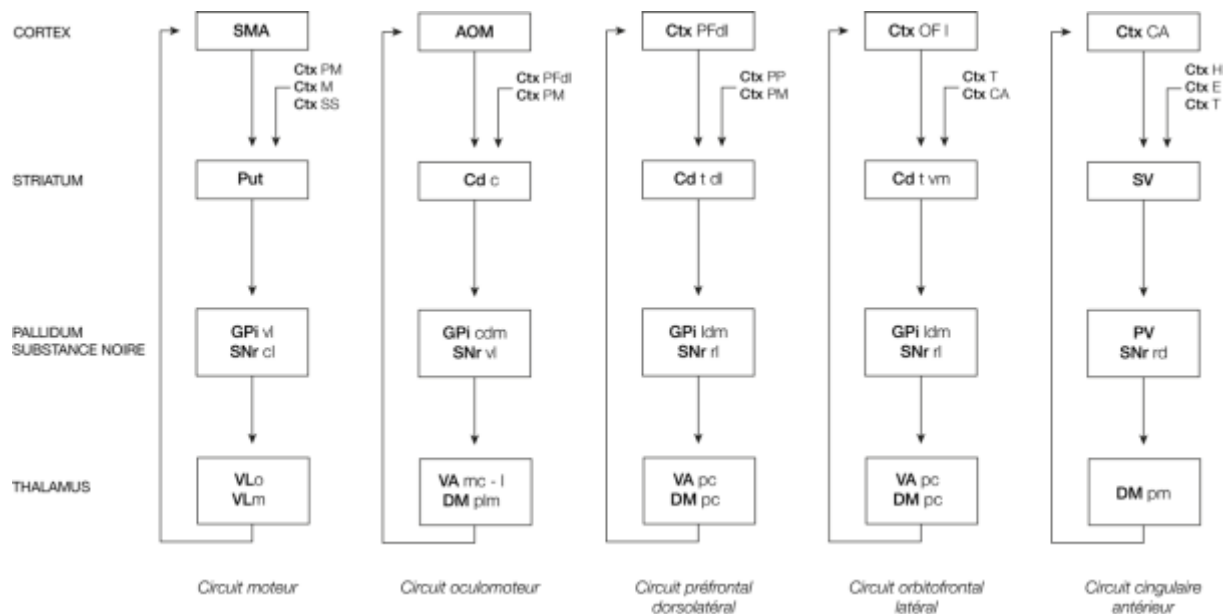 CORTEX
SMA
AOM
Ctx PFdl
Ctx OF l
Ctx CA
Ctx PM
Ctx M
Ctx SS
Ctx PFdl
Ctx PM
Ctx PP
Ctx PM
Ctx T
Ctx CA
Ctx H
Ctx E
Ctx T
STRIATUM
Put
Cd c
Cd t dl
Cd t vm
SV
PALLIDUM
SUBSTANCE NOIRE
GPi vl
SNr cl
GPi cdm
SNr vl
GPi ldm
SNr rl
GPi ldm
SNr rl
PV
SNr rd
THALAMUS
VLo
VLm
VA mc - l
DM plm
VA pc
DM pc
VA pc
DM pc
DM pm
Circuit moteur
Circuit oculomoteur
Circuit préfrontal
dorsolatéral
Circuit orbitofrontal
latéral
Circuit cingulaire
antérieur